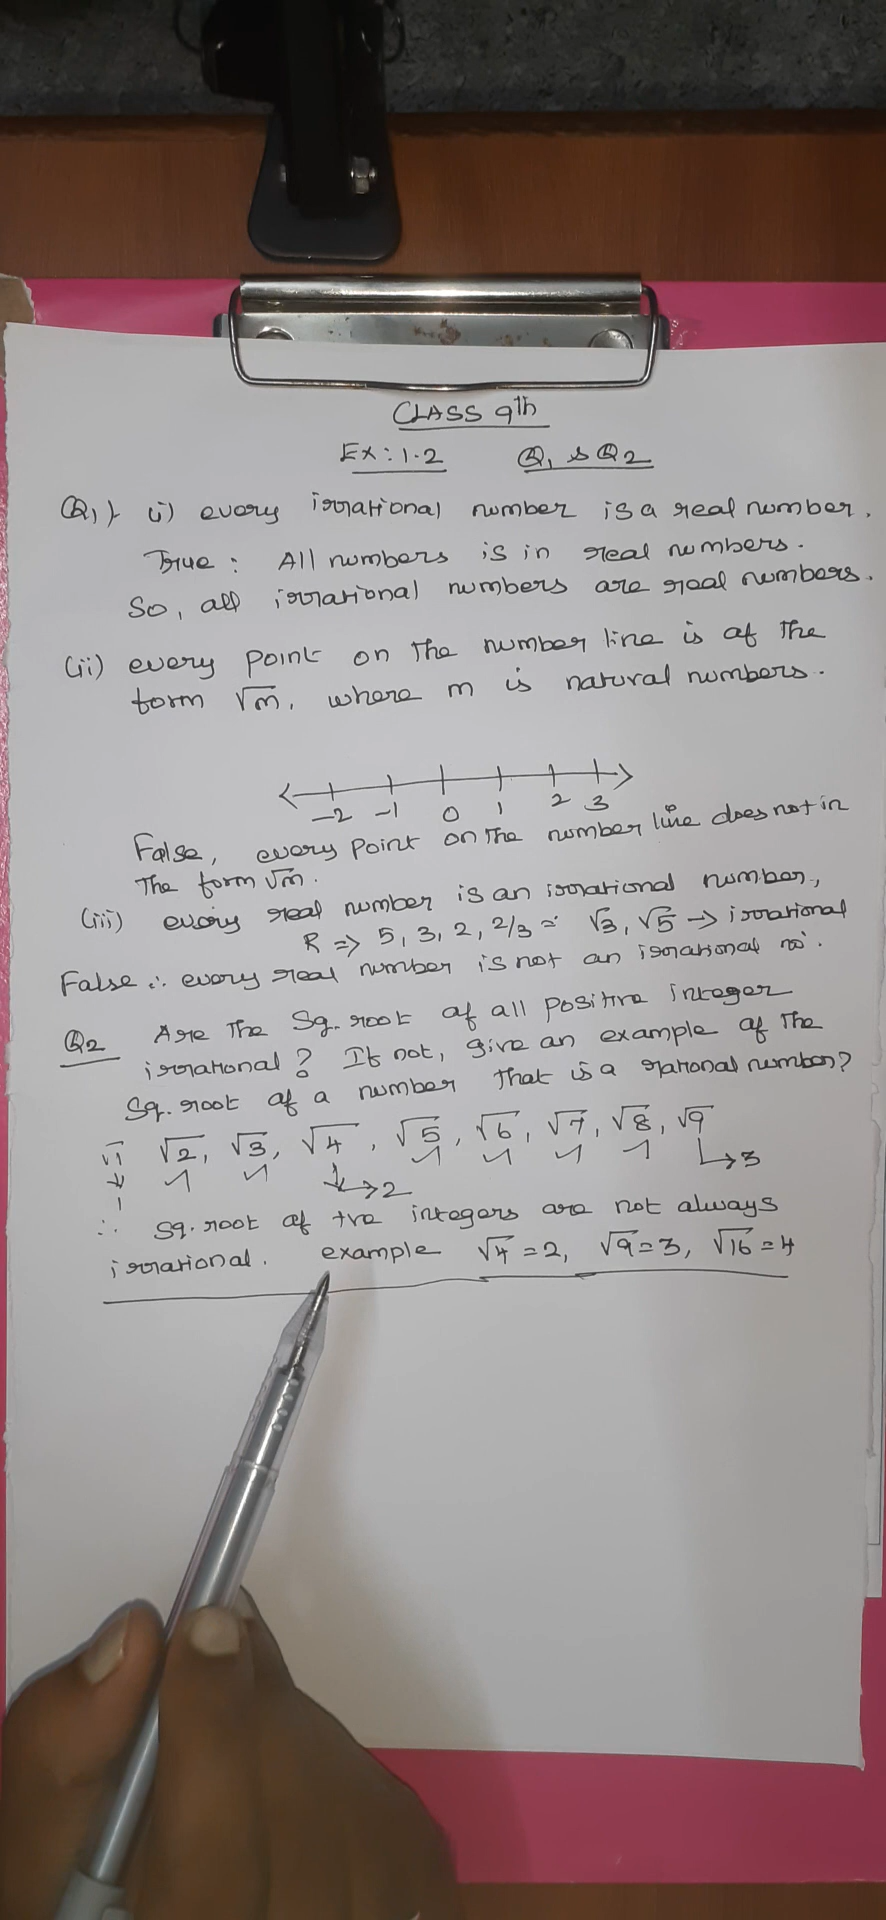 CLASS 9th
Ex: 1.2 Q1 & Q2
Q1) (i) every irrational number is a real number.
True: All numbers is in real numbers.
So, all irrational numbers are real numbers.
(ii) every point on the number line is of the
form √m, where m is natural numbers.
-2 -1 0 1 2 3
False, every point on the number line does not in
the form √m.
(iii) every real number is an irrational number,
R => 5, 3, 2, 2/3 = √3, √5 → irrational
False ∴ every real number is not an irrational no.
Q2 Are the Sq. root of all positive integer
irrational? If not, give an example of the
Sq. root of a number that is a rational number?
√1 √2, √3, √4, √5, √6, √7, √8, √9
↓ 1 ↳→2 ↳3
∴ Sq. root of +ve integers are not always
irrational. example √4 = 2, √9 = 3, √16 = 4